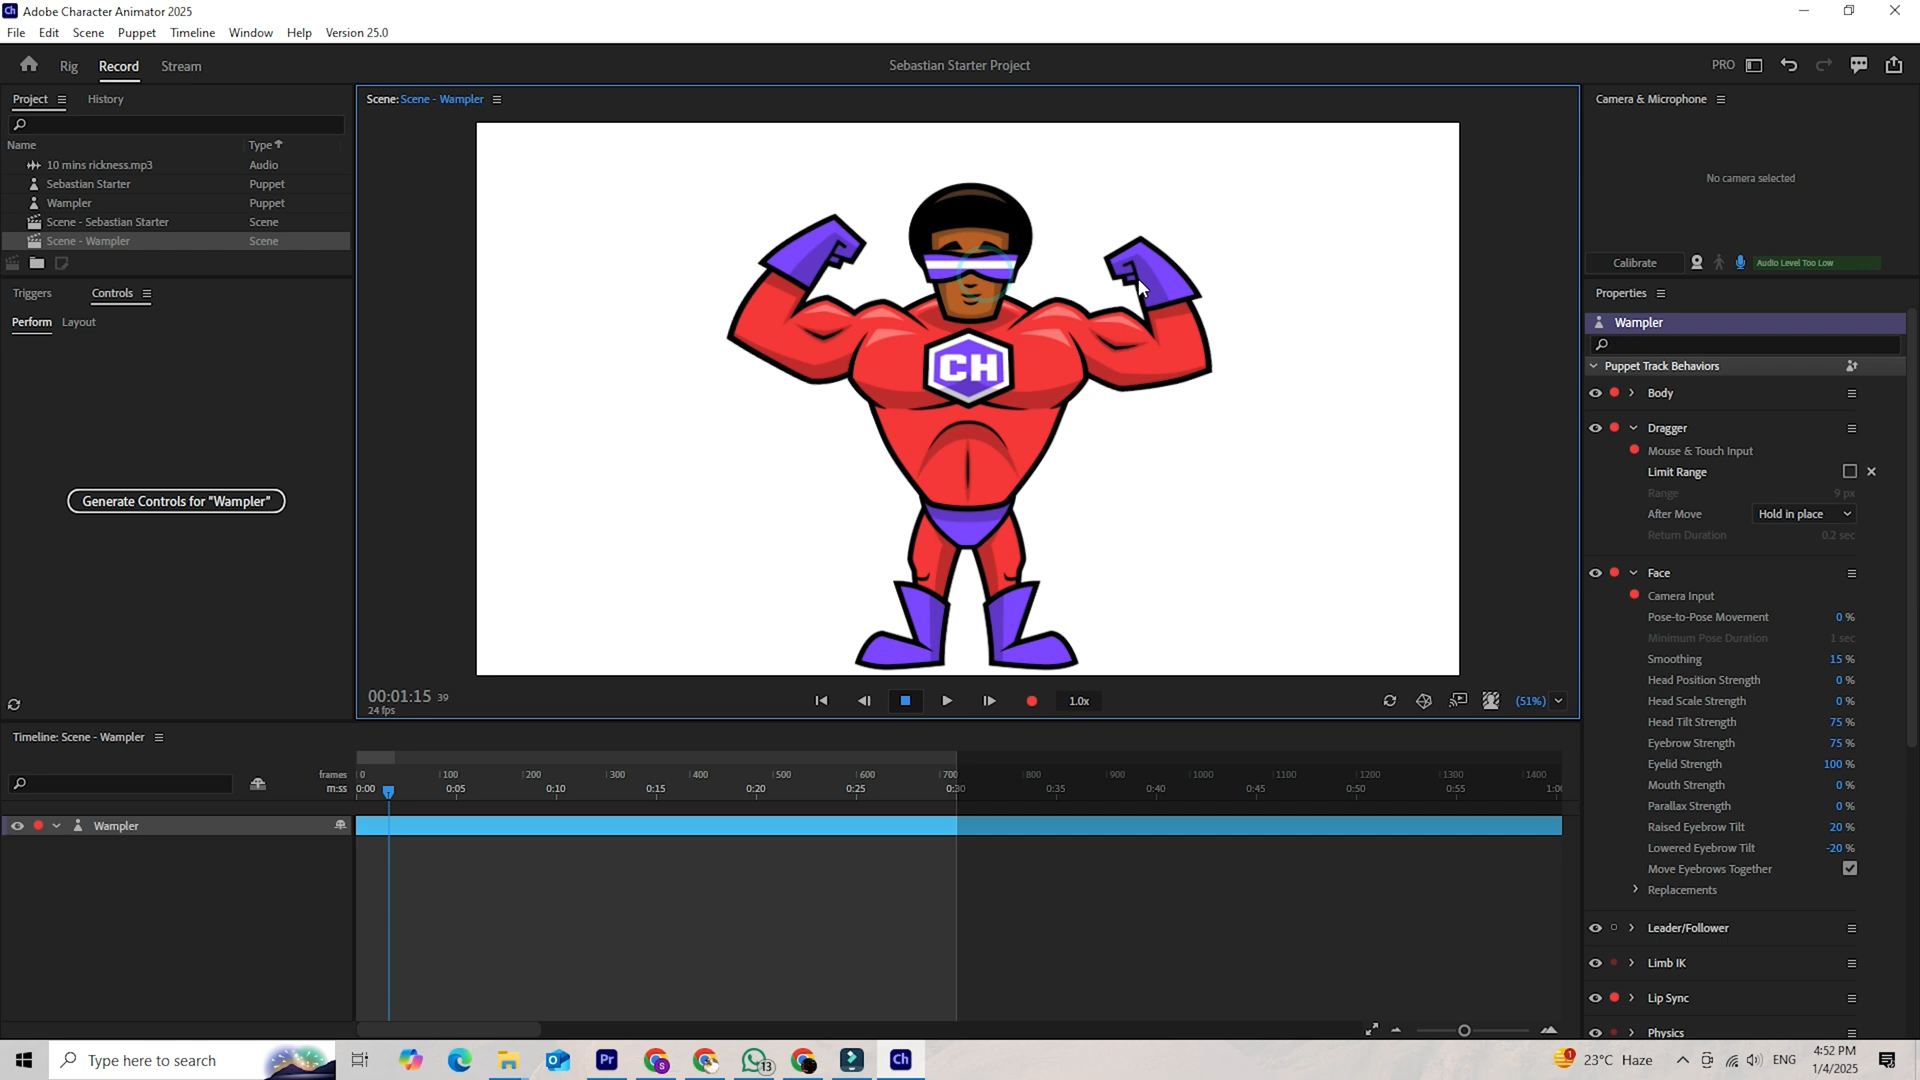 Adobe Character Animator 2025
File Edit Scene Puppet Timeline Window Help Version 25.0
Rig Record Stream
Sebastian Starter Project
PRO
Project History
Name Type
10 mins rickness.mp3 Audio
Sebastian Starter Puppet
Wampler Puppet
Scene - Sebastian Starter Scene
Scene - Wampler Scene
Triggers Controls
Perform Layout
Generate Controls for "Wampler"
Scene: Scene - Wampler
CH
00:01:15 39
24 fps
1.0x
(51%)
Camera & Microphone
No camera selected
Calibrate
Audio Level Too Low
Properties
Wampler
Puppet Track Behaviors
Body
Dragger
Mouse & Touch Input
Limit Range
Range 9 px
After Move Hold in place
Return Duration 0.2 sec
Face
Camera Input
Pose-to-Pose Movement 0 %
Minimum Pose Duration 1 sec
Smoothing 15 %
Head Position Strength 0 %
Head Scale Strength 0 %
Head Tilt Strength 75 %
Eyebrow Strength 75 %
Eyelid Strength 100 %
Mouth Strength 0 %
Parallax Strength 0 %
Raised Eyebrow Tilt 20 %
Lowered Eyebrow Tilt -20 %
Move Eyebrows Together
Replacements
Leader/Follower
Limb IK
Lip Sync
Physics
Timeline: Scene - Wampler
frames 0 100 200 300 400 500 600 700 800 900 1000 1100 1200 1300 1400
m:ss 0:00 0:05 0:10 0:15 0:20 0:25 0:30 0:35 0:40 0:45 0:50 0:55 1:00
Wampler
Type here to search
Pr
S
13
Ch
1
23°C Haze
ENG
4:52 PM
1/4/2025